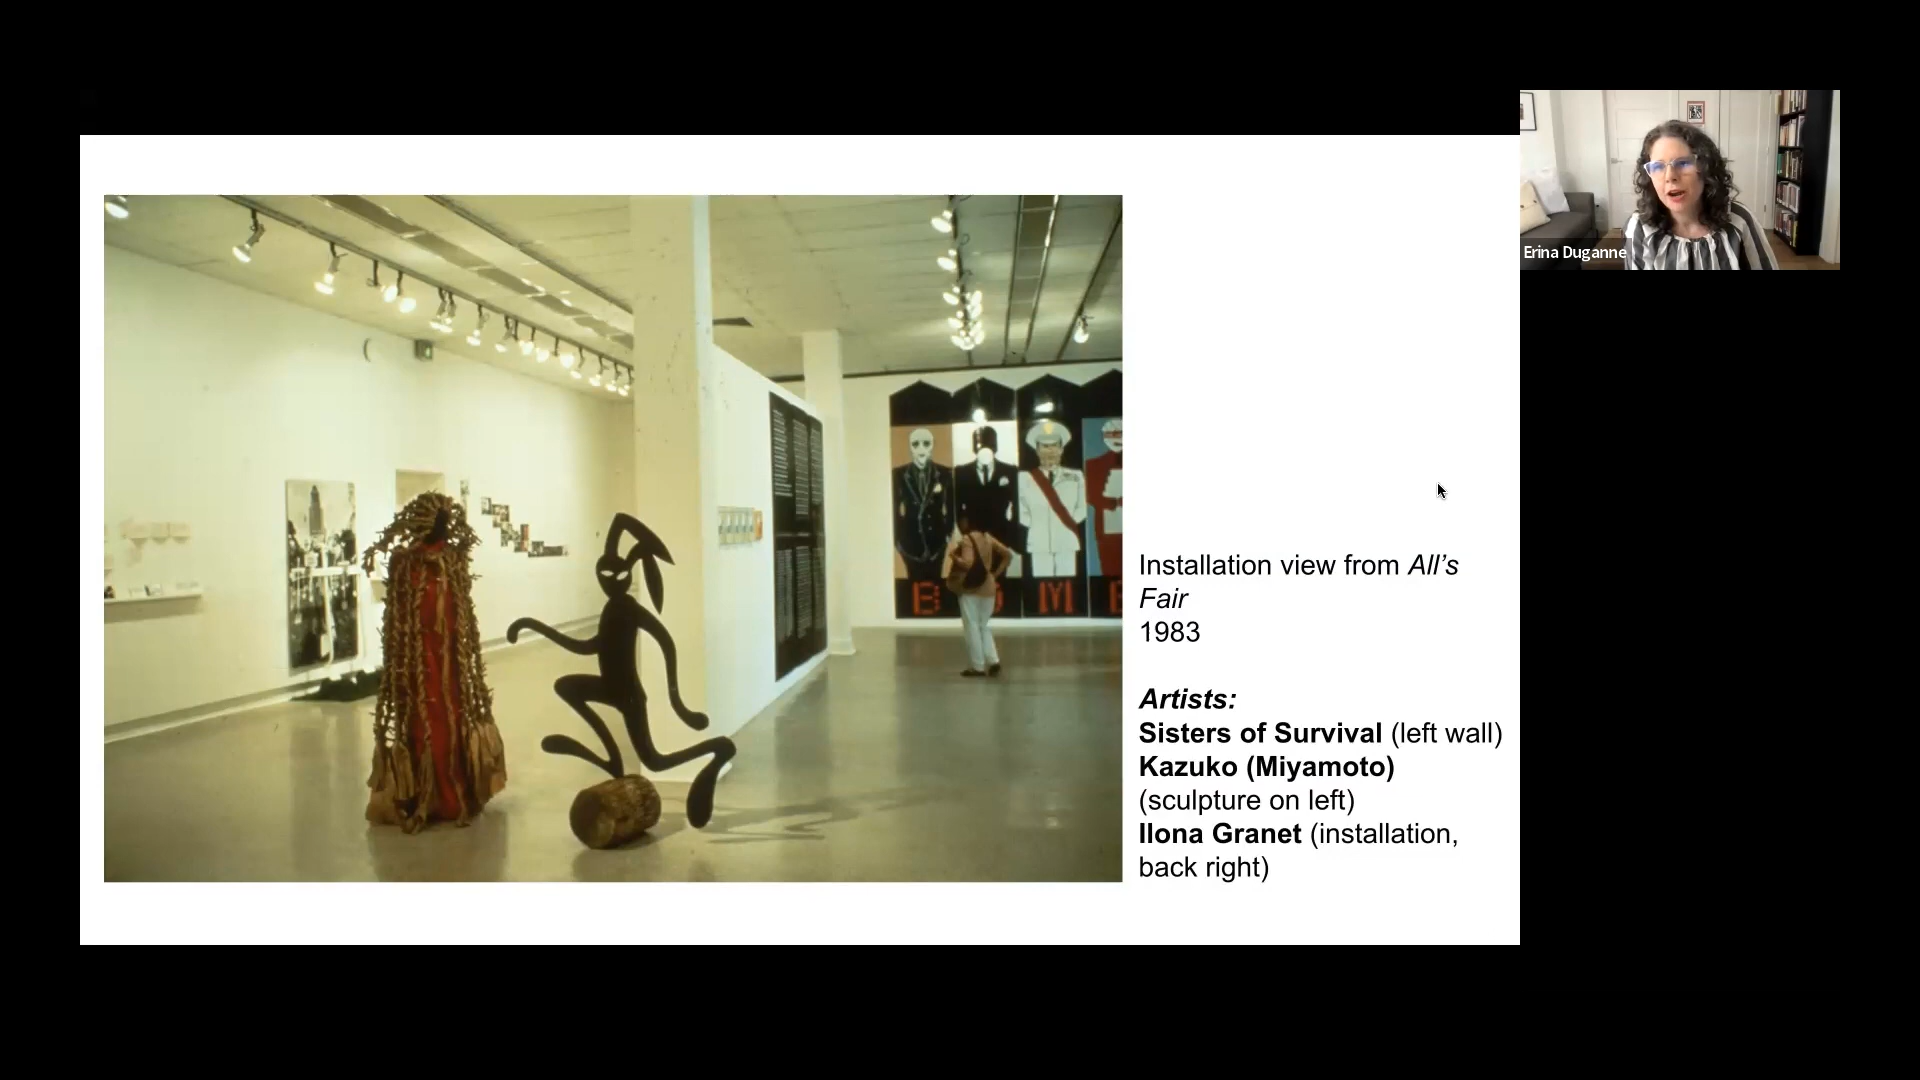 Erina Duganne
Installation view from All’s
Fair
1983
Artists:
Sisters of Survival (left wall)
Kazuko (Miyamoto)
(sculpture on left)
Ilona Granet (installation,
back right)
B M